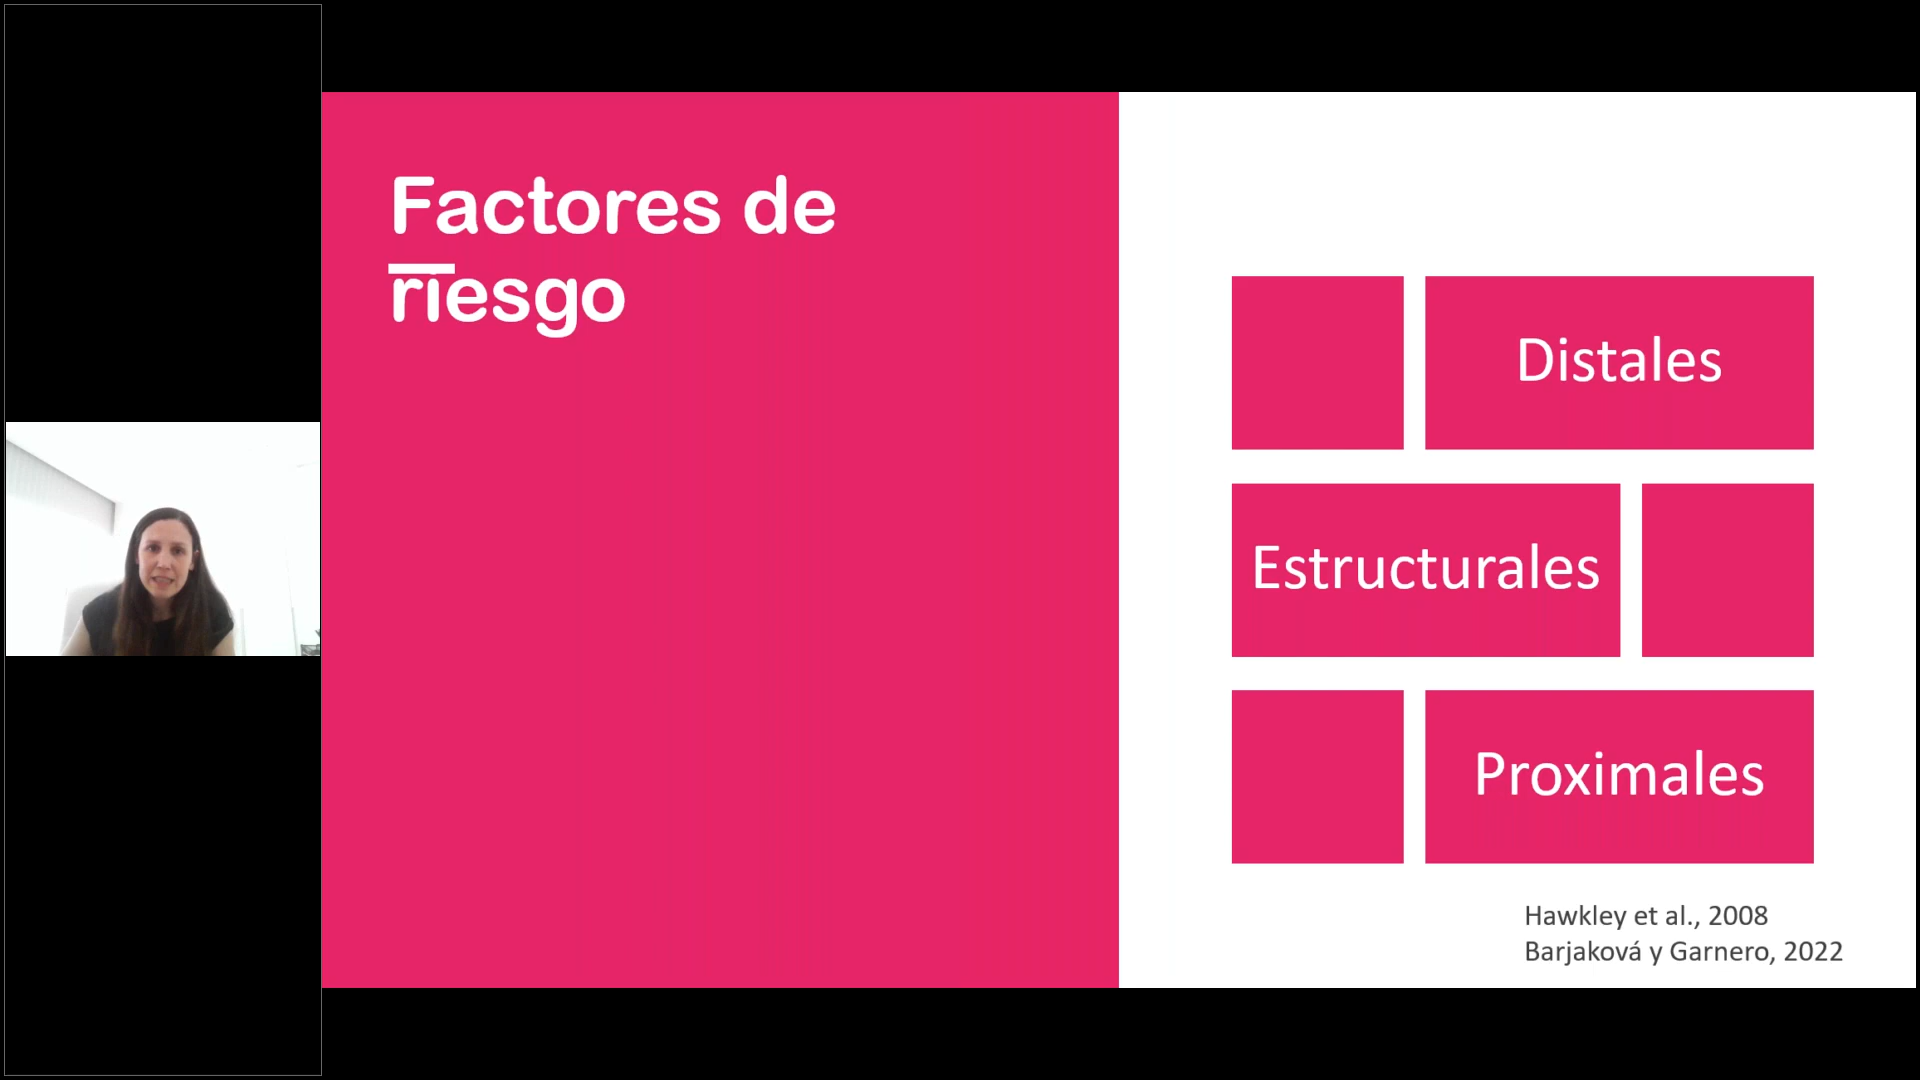 Factores de
riesgo
Distales
Estructurales
Proximales
Hawkley et al., 2008
Barjaková y Garnero, 2022